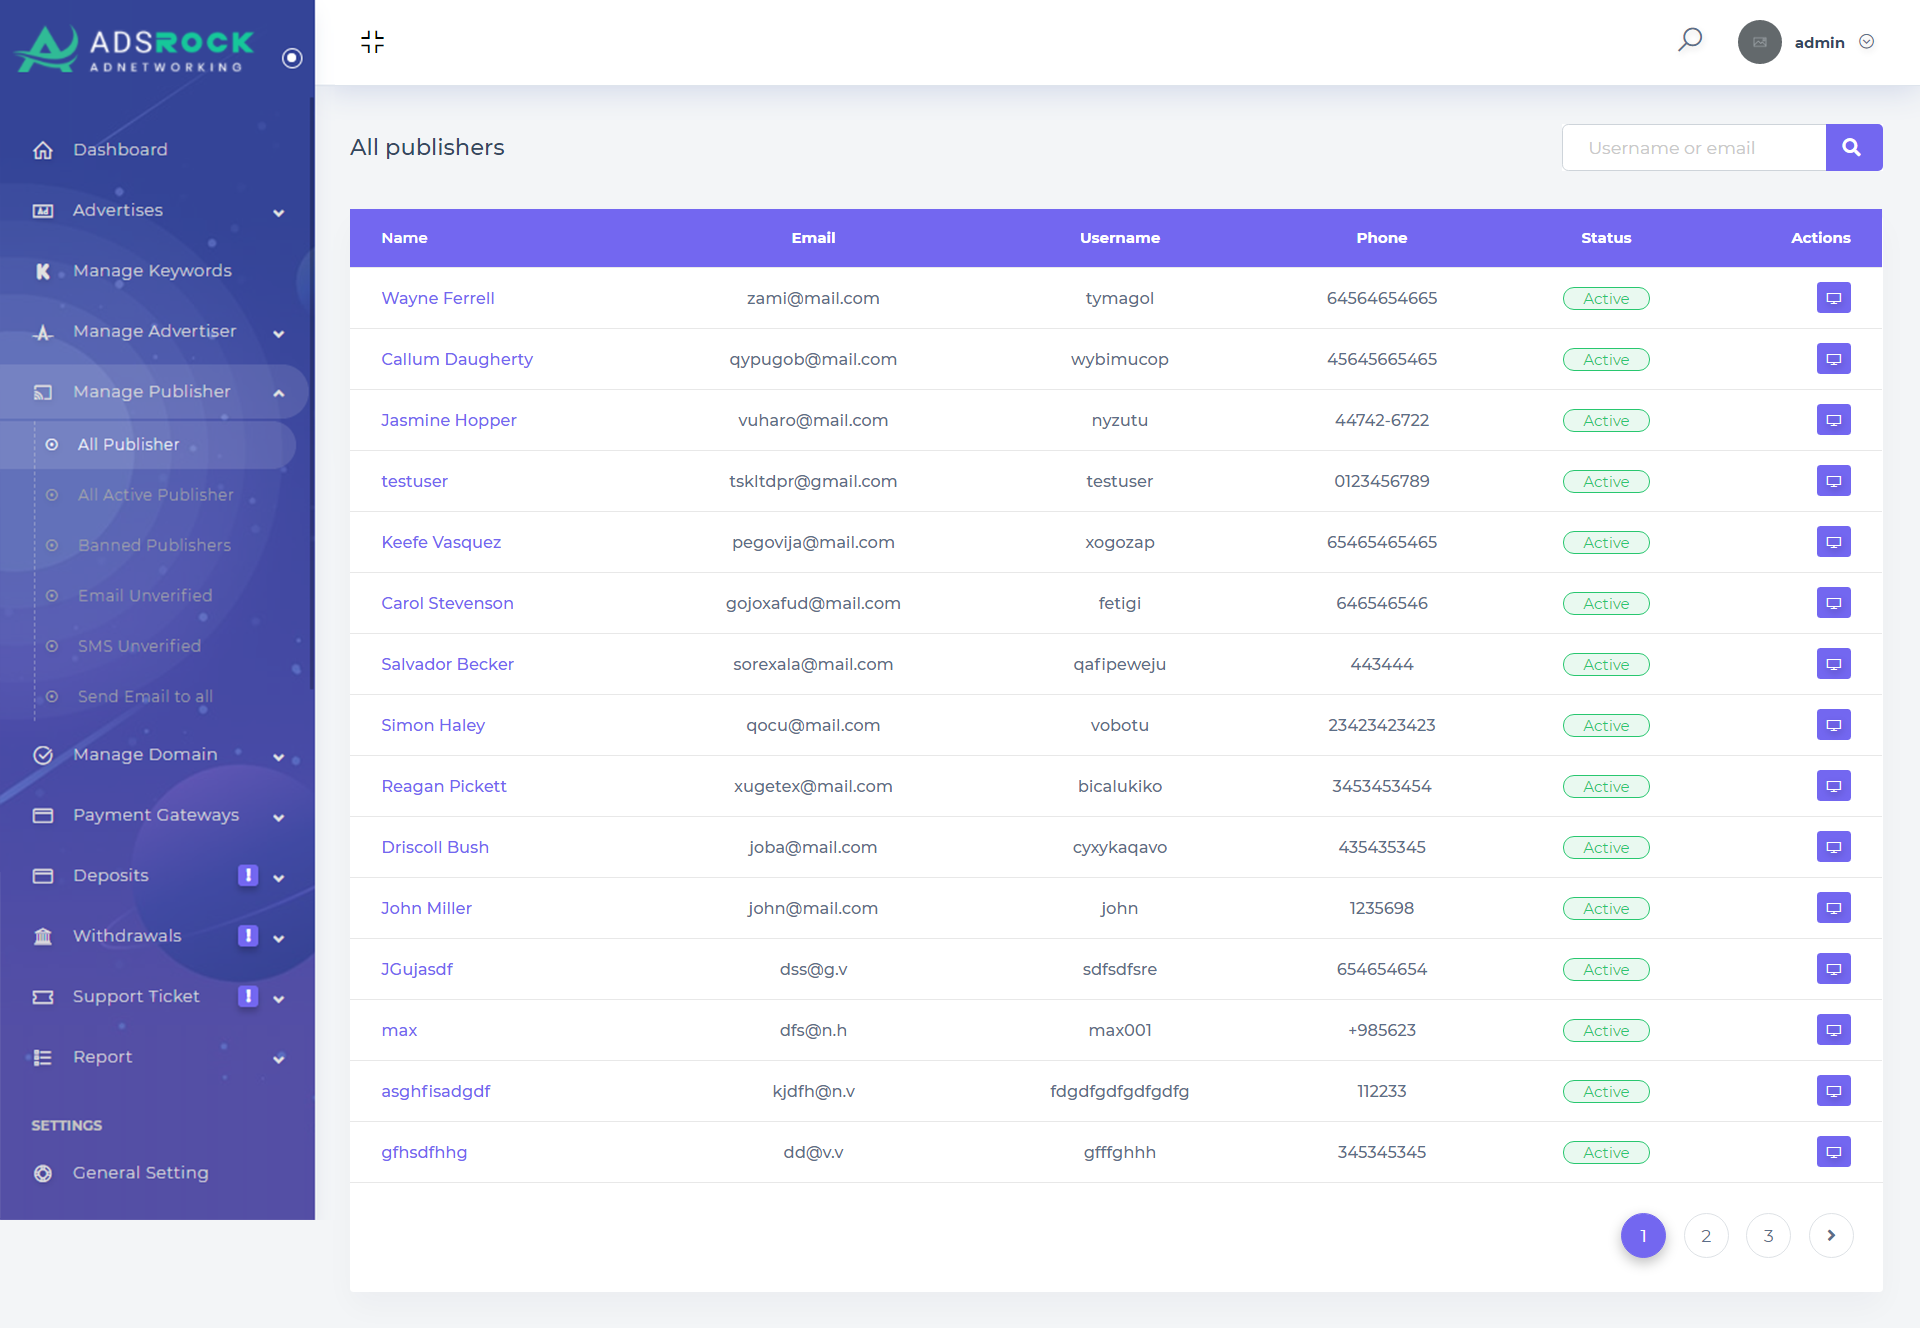 ADSROCK
ADNETWORKING
admin
Dashboard
Advertises
Manage Keywords
Manage Advertiser
Manage Publisher
All Publisher
All Active Publisher
Banned Publishers
Email Unverified
SMS Unverified
Send Email to all
Manage Domain
Payment Gateways
Deposits !
Withdrawals !
Support Ticket !
Report
SETTINGS
General Setting
All publishers
Username or email
Name Email Username Phone Status Actions
Wayne Ferrell zami@mail.com tymagol 64564654665 Active
Callum Daugherty qypugob@mail.com wybimucop 45645665465 Active
Jasmine Hopper vuharo@mail.com nyzutu 44742-6722 Active
testuser tskltdpr@gmail.com testuser 0123456789 Active
Keefe Vasquez pegovija@mail.com xogozap 65465465465 Active
Carol Stevenson gojoxafud@mail.com fetigi 646546546 Active
Salvador Becker sorexala@mail.com qafipeweju 443444 Active
Simon Haley qocu@mail.com vobotu 23423423423 Active
Reagan Pickett xugetex@mail.com bicalukiko 3453453454 Active
Driscoll Bush joba@mail.com cyxykaqavo 435435345 Active
John Miller john@mail.com john 1235698 Active
JGujasdf dss@g.v sdfsdfsre 654654654 Active
max dfs@n.h max001 +985623 Active
asghfisadgdf kjdfh@n.v fdgdfgdfgdfgdfg 112233 Active
gfhsdfhhg dd@v.v gfffghhh 345345345 Active
1 2 3